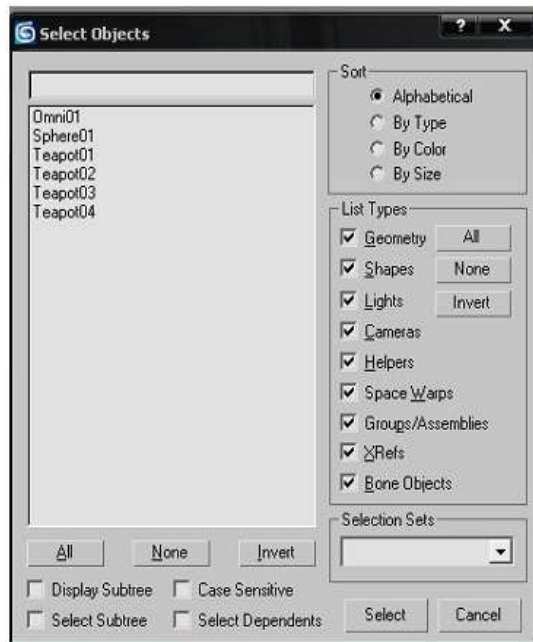 Select Objects
? X
Omni01
Sphere01
Teapot01
Teapot02
Teapot03
Teapot04
All None Invert
Display Subtree Case Sensitive
Select Subtree Select Dependents
Sort
Alphabetical
By Type
By Color
By Size
List Types
Geometry All
Shapes None
Lights Invert
Cameras
Helpers
Space Warps
Groups/Assemblies
XRefs
Bone Objects
Selection Sets
Select Cancel